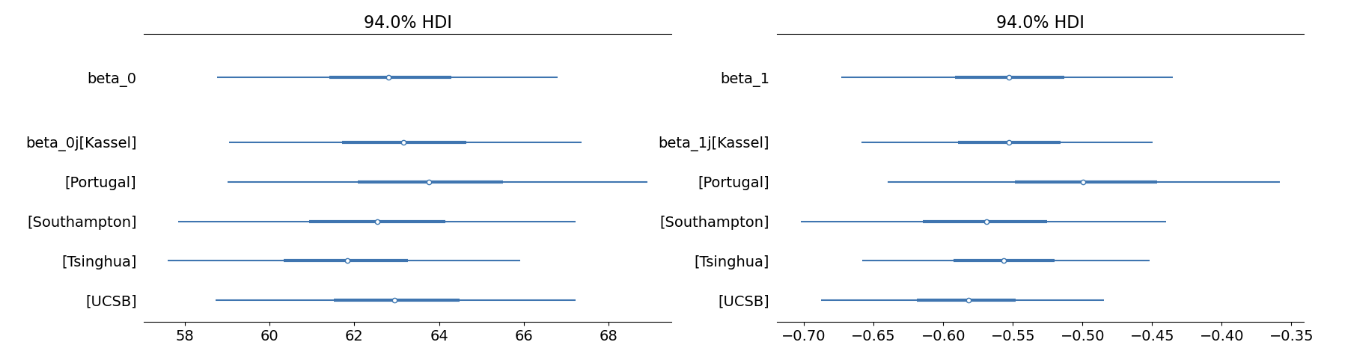 94.0% HDI
beta_0
beta_0j[Kassel]
[Portugal]
[Southampton]
[Tsinghua]
[UCSB]
58 60 62 64 66 68
94.0% HDI
beta_1
beta_1j[Kassel]
[Portugal]
[Southampton]
[Tsinghua]
[UCSB]
−0.70 −0.65 −0.60 −0.55 −0.50 −0.45 −0.40 −0.35